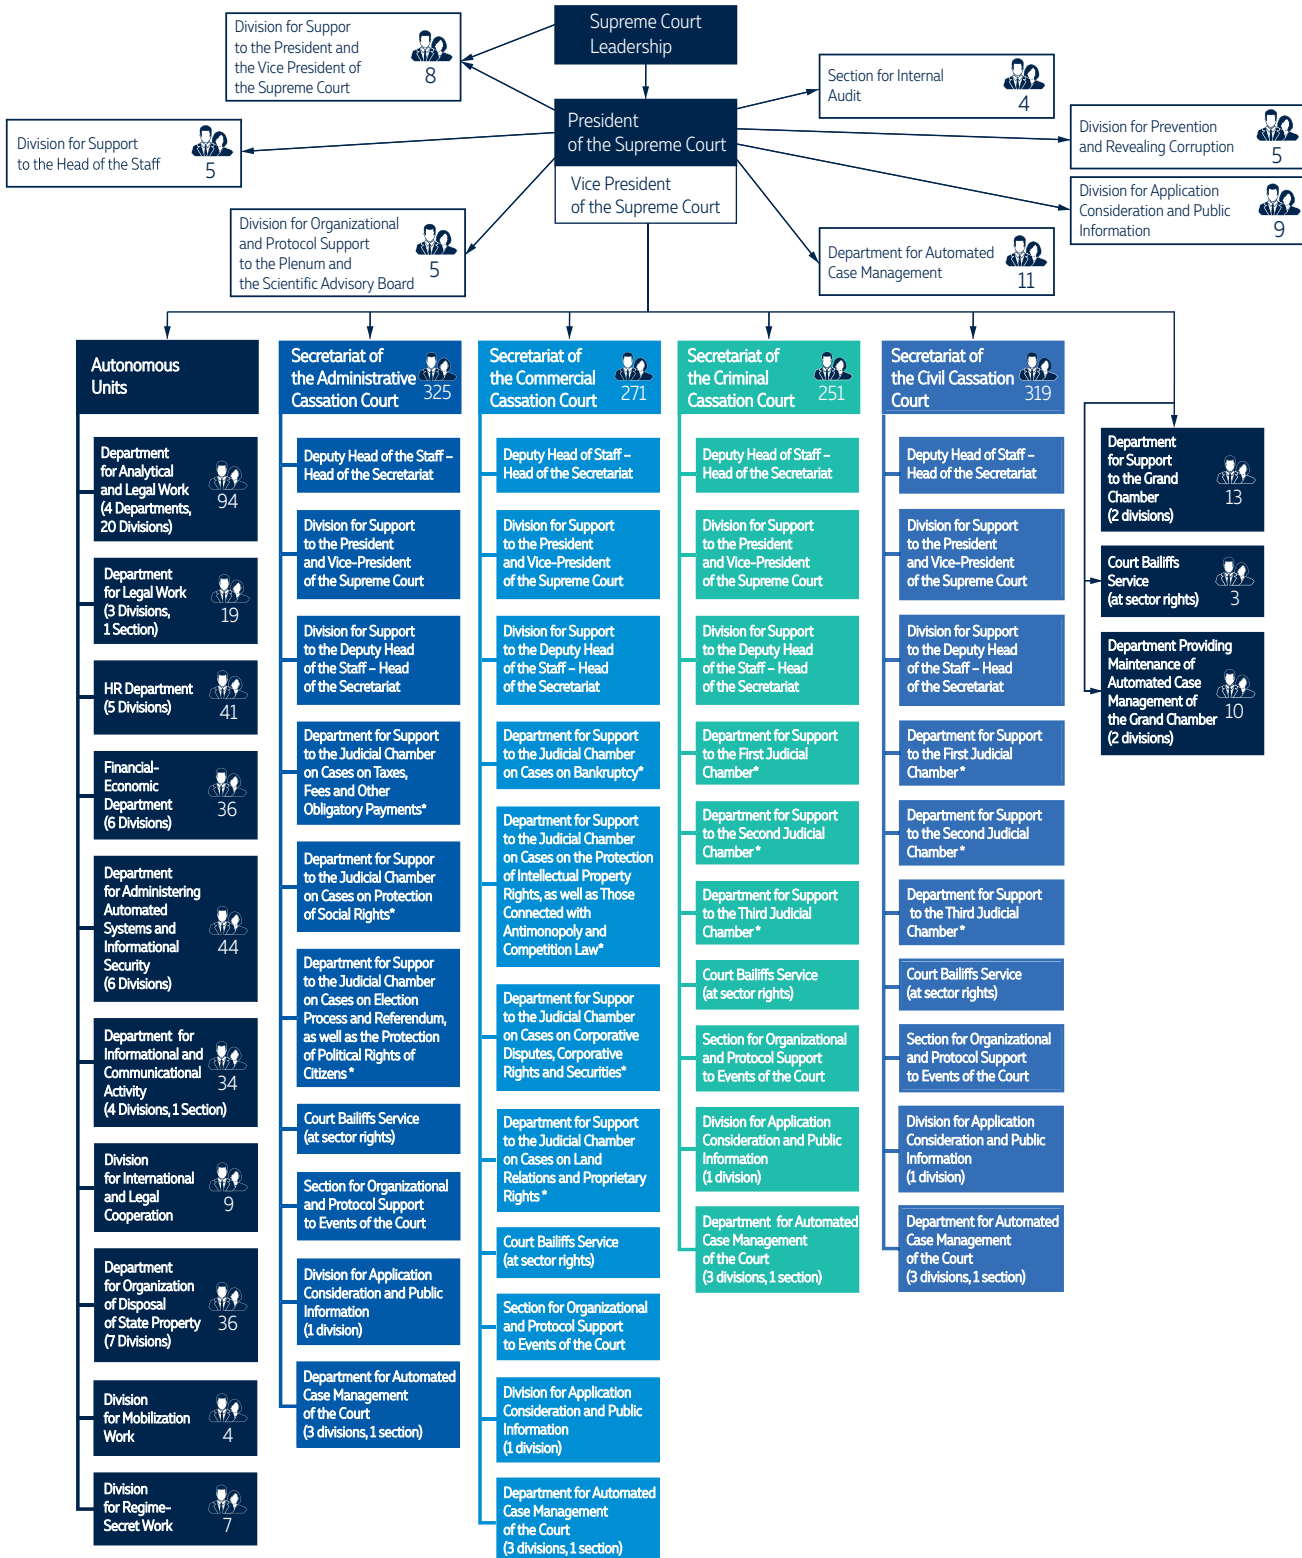 Supreme Court
Leadership
Division for Suppor
to the President and
the Vice President of
the Supreme Court
8
Section for Internal
Audit
4
President
of the Supreme Court
Vice President
of the Supreme Court
Division for Support
to the Head of the Staff
5
Division for Prevention
and Revealing Corruption
5
Division for Application
Consideration and Public
Information
9
Division for Organizational
and Protocol Support
to the Plenum and
the Scientific Advisory Board
5
Department for Automated
Case Management
11
Autonomous
Units
Department
for Analytical
and Legal Work
(4 Departments,
20 Divisions)
94
Department
for Legal Work
(3 Divisions,
1 Section)
19
HR Department
(5 Divisions)
41
Financial-
Economic
Department
(6 Divisions)
36
Department
for Administering
Automated
Systems and
Informational
Security
(6 Divisions)
44
Department for
Informational and
Communicational
Activity
(4 Divisions, 1 Section)
34
Division
for International
and Legal
Cooperation
9
Department
for Organization
of Disposal
of State Property
(7 Divisions)
36
Division
for Mobilization
Work
4
Division
for Regime-
Secret Work
7
Secretariat of
the Administrative
Cassation Court
325
Deputy Head of the Staff –
Head of the Secretariat
Division for Support
to the President
and Vice-President
of the Supreme Court
Division for Support
to the Deputy Head
of the Staff – Head
of the Secretariat
Department for Support
to the Judicial Chamber
on Cases on Taxes,
Fees and Other
Obligatory Payments*
Department for Suppor
to the Judicial Chamber
on Cases on Protection
of Social Rights*
Department for Suppor
to the Judicial Chamber
on Cases on Election
Process and Referendum,
as well as the Protection
of Political Rights of
Citizens *
Court Bailiffs Service
(at sector rights)
Section for Organizational
and Protocol Support
to Events of the Court
Division for Application
Consideration and Public
Information
(1 division)
Department for Automated
Case Management
of the Court
(3 divisions, 1 section)
Secretariat of
the Commercial
Cassation Court
271
Deputy Head of Staff –
Head of the Secretariat
Division for Support
to the President
and Vice-President
of the Supreme Court
Division for Support
to the Deputy Head
of the Staff – Head
of the Secretariat
Department for Support
to the Judicial Chamber
on Cases on Bankruptcy*
Department for Support
to the Judicial Chamber
on Cases on the Protection
of Intellectual Property
Rights, as well as Those
Connected with
Antimonopoly and
Competition Law*
Department for Suppor
to the Judicial Chamber
on Cases on Corporative
Disputes, Corporative
Rights and Securities*
Department for Support
to the Judicial Chamber
on Cases on Land
Relations and Proprietary
Rights *
Court Bailiffs Service
(at sector rights)
Section for Organizational
and Protocol Support
to Events of the Court
Division for Application
Consideration and Public
Information
(1 division)
Department for Automated
Case Management
of the Court
(3 divisions, 1 section)
Secretariat of
the Criminal
Cassation Court
251
Deputy Head of Staff –
Head of the Secretariat
Division for Support
to the President
and Vice-President
of the Supreme Court
Division for Support
to the Deputy Head
of the Staff – Head
of the Secretariat
Department for Support
to the First Judicial
Chamber*
Department for Support
to the Second Judicial
Chamber *
Department for Support
to the Third Judicial
Chamber *
Court Bailiffs Service
(at sector rights)
Section for Organizational
and Protocol Support
to Events of the Court
Division for Application
Consideration and Public
Information
(1 division)
Department for Automated
Case Management
of the Court
(3 divisions, 1 section)
Secretariat of
the Civil Cassation
Court
319
Deputy Head of Staff –
Head of the Secretariat
Division for Support
to the President
and Vice-President
of the Supreme Court
Division for Support
to the Deputy Head
of the Staff – Head
of the Secretariat
Department for Support
to the First Judicial
Chamber *
Department for Support
to the Second Judicial
Chamber *
Department for Support
to the Third Judicial
Chamber *
Court Bailiffs Service
(at sector rights)
Section for Organizational
and Protocol Support
to Events of the Court
Division for Application
Consideration and Public
Information
(1 division)
Department for Automated
Case Management
of the Court
(3 divisions, 1 section)
Department
for Support
to the Grand
Chamber
(2 divisions)
13
Court Bailiffs
Service
(at sector rights)
3
Department Providing
Maintenance of
Automated Case
Management of
the Grand Chamber
(2 divisions)
10